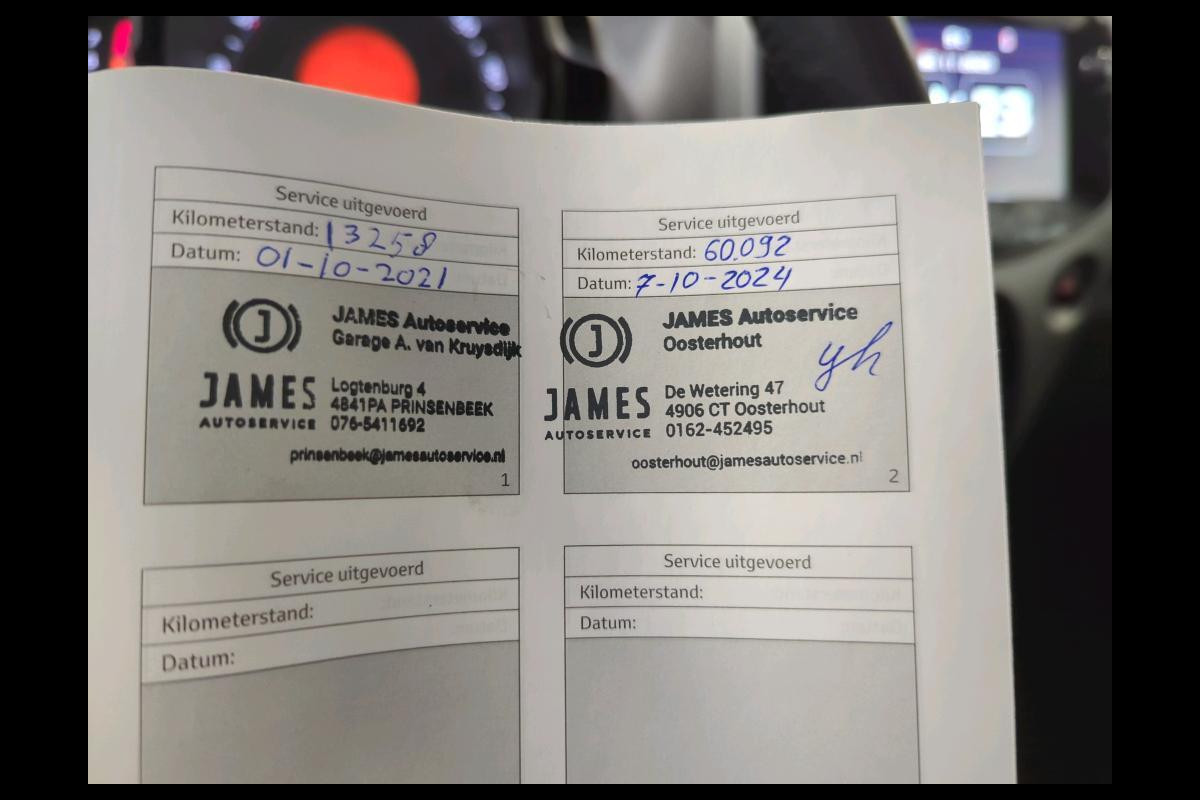 Service uitgevoerd
Kilometerstand: 13258
Datum: 01-10-2021
JAMES Autoservice
Garage A. van Kruysdijk
JAMES
AUTOSERVICE
Logtenburg 4
4841PA PRINSENBEEK
076-5411692
prinsenbeek@jamesautoservice.nl
1
Service uitgevoerd
Kilometerstand: 60.092
Datum: 7-10-2024
JAMES Autoservice
Oosterhout
yh
JAMES
AUTOSERVICE
De Wetering 47
4906 CT Oosterhout
0162-452495
oosterhout@jamesautoservice.nl
2
Service uitgevoerd
Kilometerstand:
Datum:
Service uitgevoerd
Kilometerstand:
Datum: